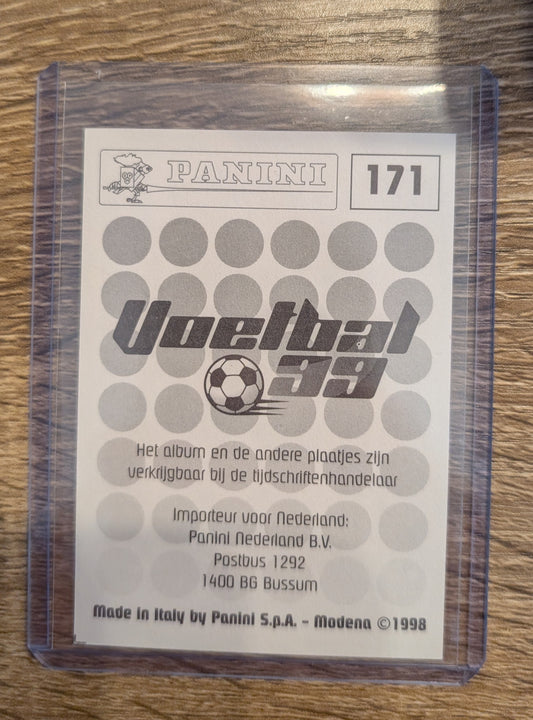 PANINI
171
Voetbal
99
Het album en de andere plaatjes zijn
verkrijgbaar bij de tijdschriftenhandelaar
Importeur voor Nederland:
Panini Nederland B.V.
Postbus 1292
1400 BG Bussum
Made in Italy by Panini S.p.A. - Modena ©1998